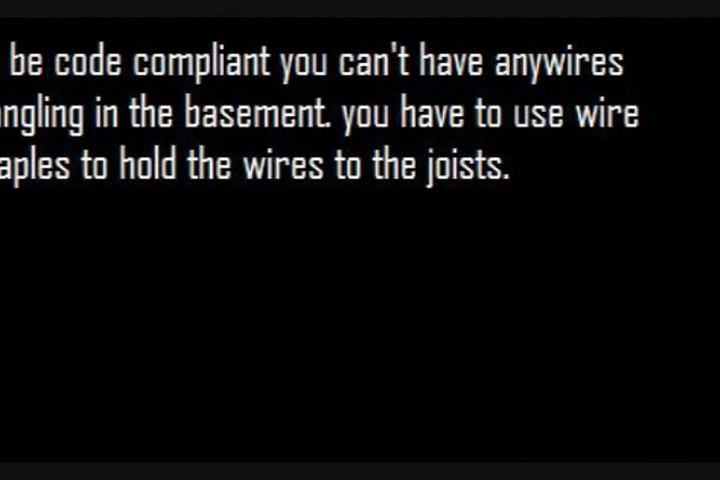 be code compliant you can't have anywires
ngling in the basement. you have to use wire
aples to hold the wires to the joists.